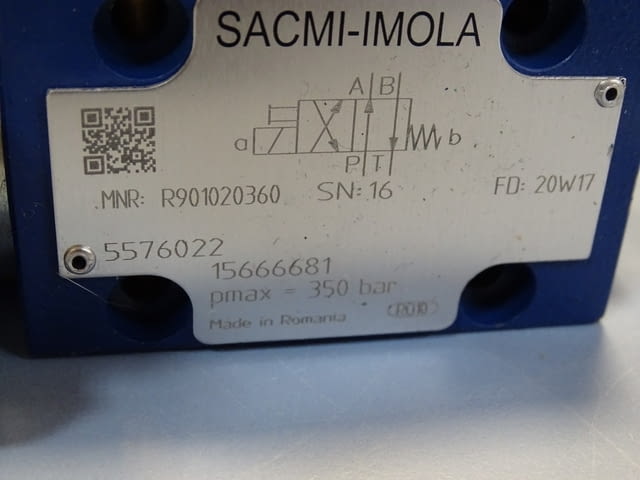 SACMI-IMOLA
A B
a b
P T
MNR: R901020360 SN: 16 FD: 20W17
5576022
15666681
pmax = 350 bar
Made in Romania